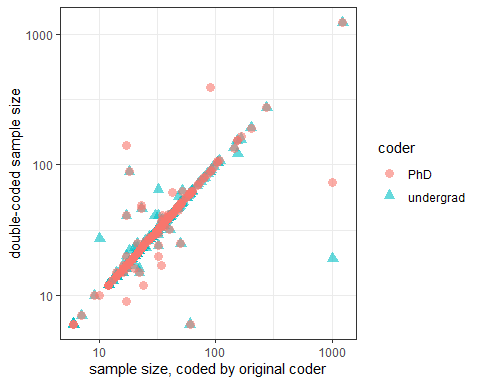 1000
100
10
double-coded sample size
10
100
1000
sample size, coded by original coder
coder
PhD
undergrad